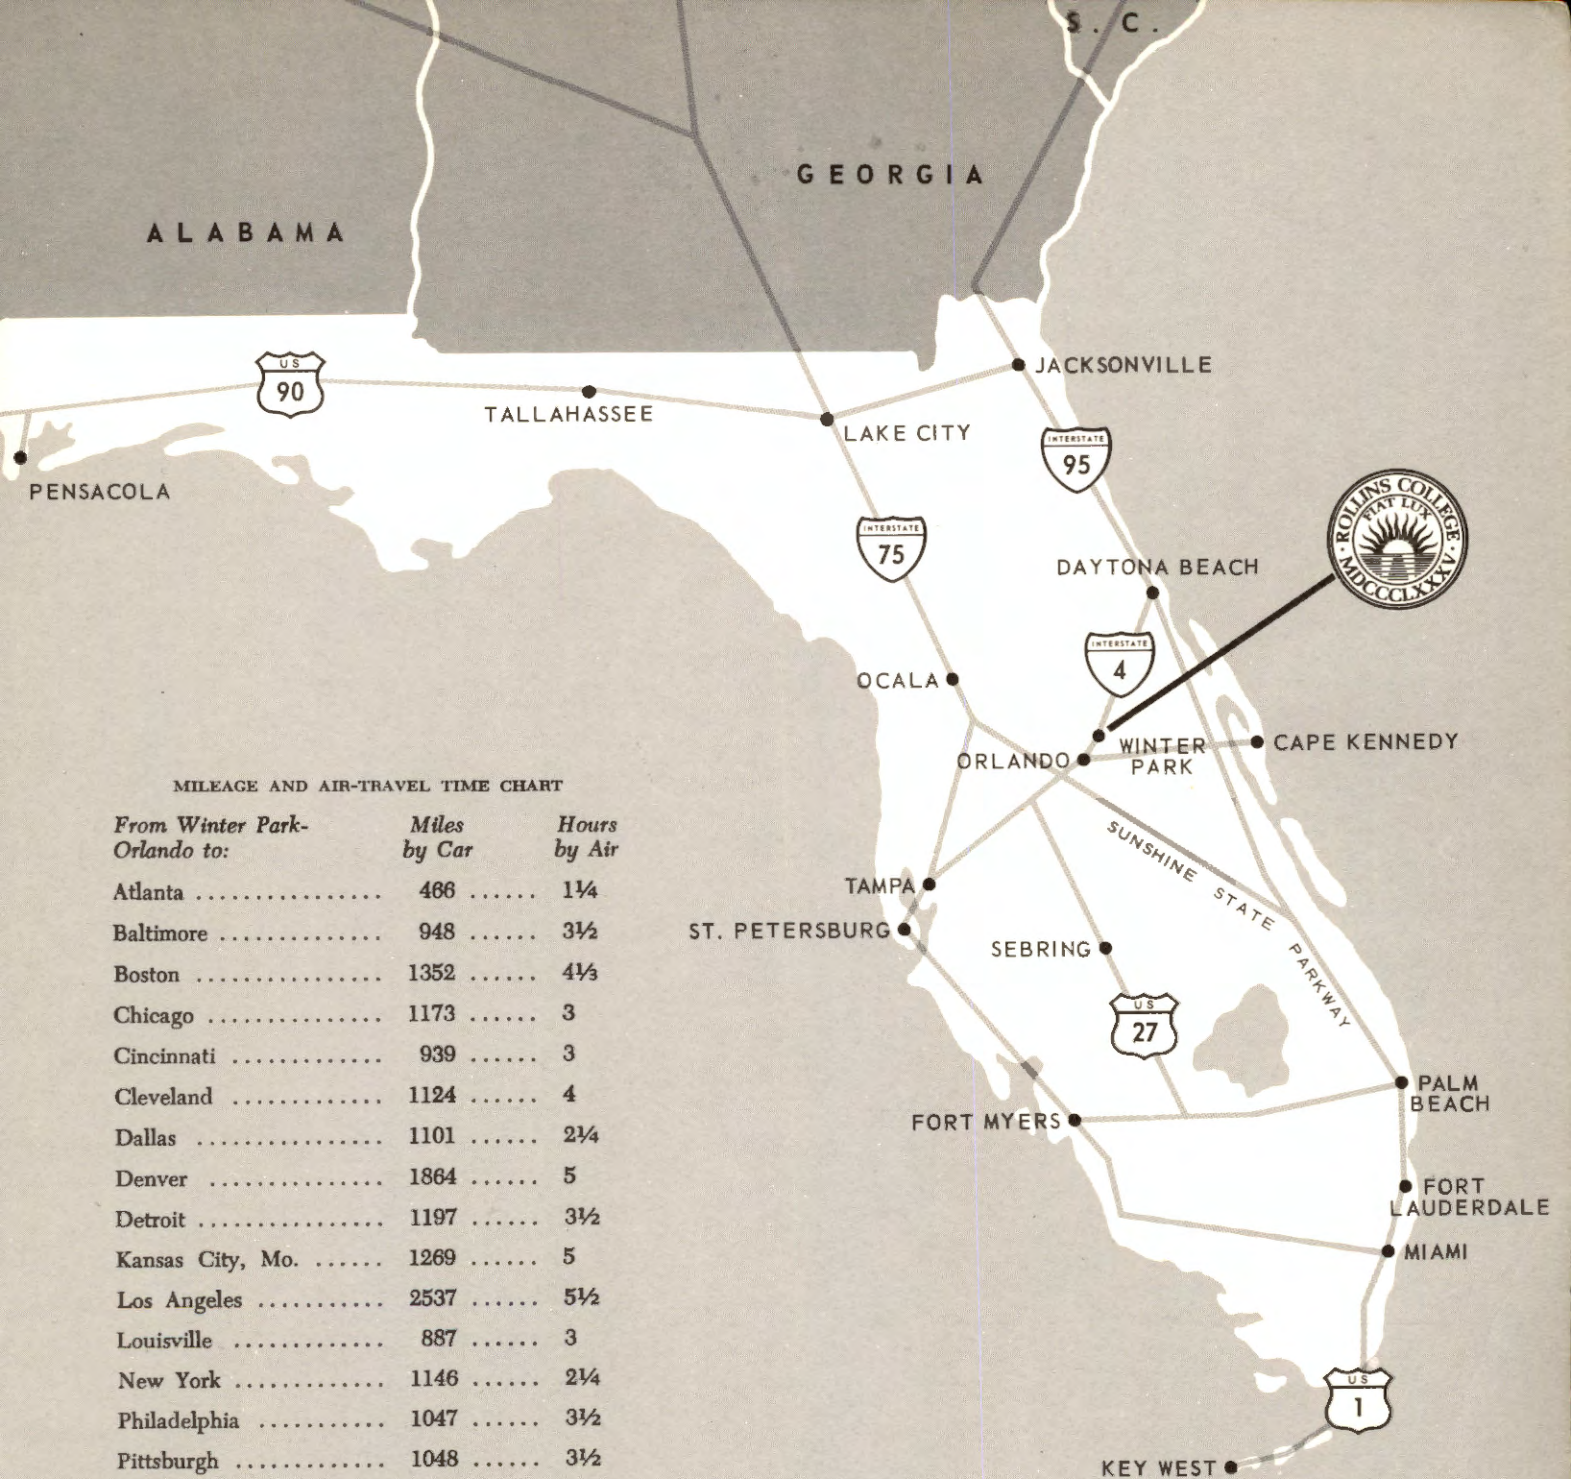 S. C.
GEORGIA
ALABAMA
JACKSONVILLE
US
90
TALLAHASSEE
LAKE CITY
INTERSTATE
95
PENSACOLA
ROLLINS COLLEGE
FIAT LUX
MDCCCLXXXV
INTERSTATE
75
DAYTONA BEACH
INTERSTATE
4
OCALA
WINTER
PARK
CAPE KENNEDY
ORLANDO
SUNSHINE STATE PARKWAY
TAMPA
ST. PETERSBURG
SEBRING
US
27
PALM
BEACH
FORT MYERS
FORT
LAUDERDALE
MIAMI
US
1
KEY WEST
MILEAGE AND AIR-TRAVEL TIME CHART
From Winter Park- Miles Hours
Orlando to: by Car by Air
Atlanta ................ 466 ...... 1¼
Baltimore .............. 948 ...... 3½
Boston ................ 1352 ...... 4⅓
Chicago ............... 1173 ...... 3
Cincinnati ............. 939 ...... 3
Cleveland ............. 1124 ...... 4
Dallas ................ 1101 ...... 2¼
Denver ............... 1864 ...... 5
Detroit ................ 1197 ...... 3½
Kansas City, Mo. ...... 1269 ...... 5
Los Angeles ........... 2537 ...... 5½
Louisville ............. 887 ...... 3
New York ............. 1146 ...... 2¼
Philadelphia ........... 1047 ...... 3½
Pittsburgh ............. 1048 ...... 3½